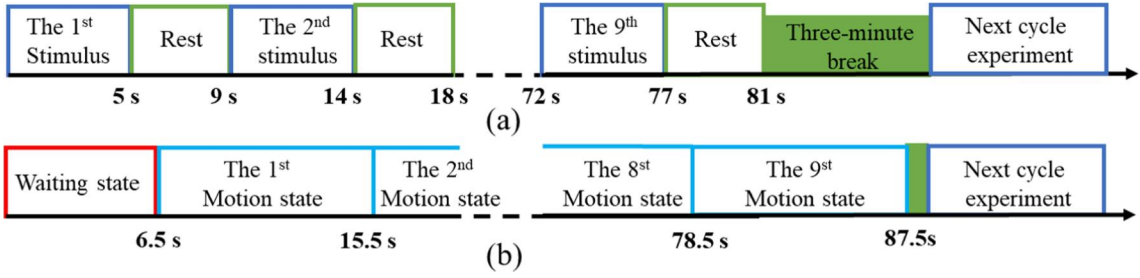 The 1st
Stimulus
Rest
The 2nd
stimulus
Rest
The 9th
stimulus
Rest
Three-minute
break
Next cycle
experiment
5 s
9 s
14 s
18 s
72 s
77 s
81 s
(a)
Waiting state
The 1st
Motion state
The 2nd
Motion state
The 8st
Motion state
The 9st
Motion state
Next cycle
experiment
6.5 s
15.5 s
78.5 s
87.5s
(b)